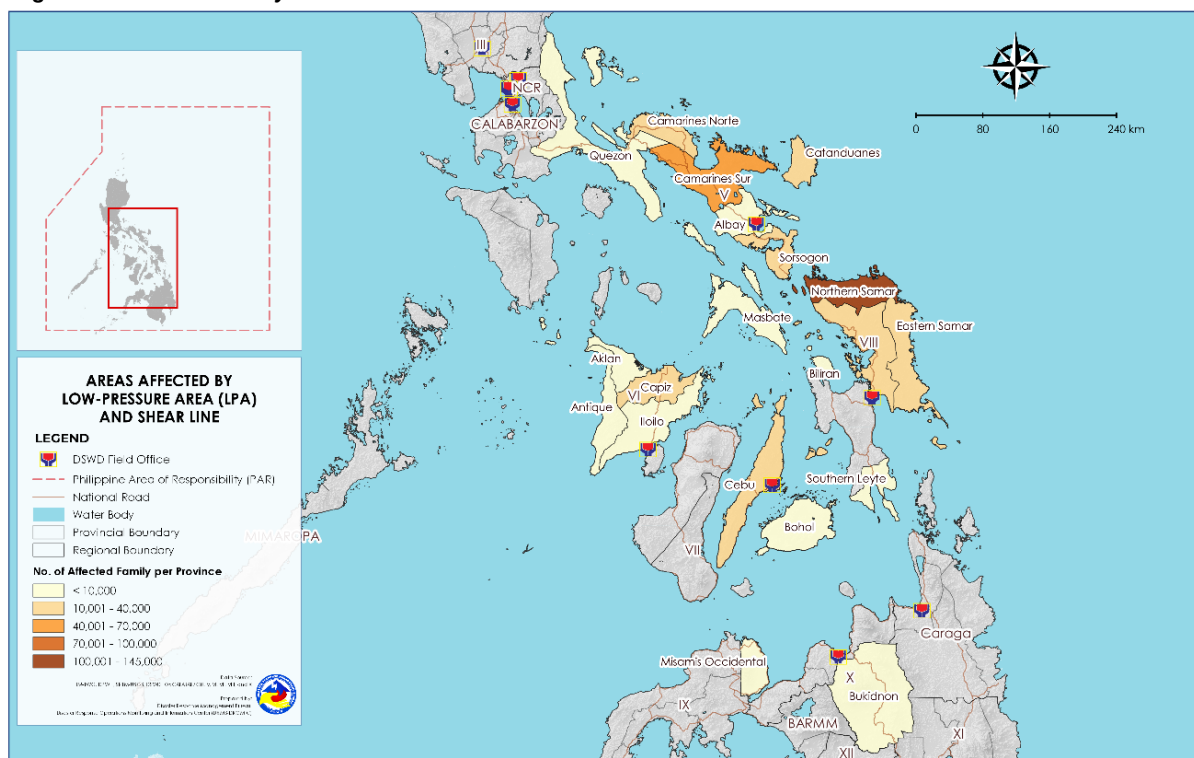 III
NCR
CALABARZON
Camarines Norte
Catanduanes
Quezon
Camarines Sur
V
Albay
Sorsogon
Northern Samar
Masbate
Eastern Samar
VIII
Aklan
Biliran
Capiz
VI
Antique
Iloilo
Cebu
Southern Leyte
Bohol
VII
MIMAROPA
Caraga
Misamis Occidental
X
Bukidnon
IX
BARMM
XI
XII
0 80 160 240 km
AREAS AFFECTED BY
LOW-PRESSURE AREA (LPA)
AND SHEAR LINE
LEGEND
DSWD Field Office
Philippine Area of Responsibility (PAR)
National Road
Water Body
Provincial Boundary
Regional Boundary
No. of Affected Family per Province
< 10,000
10,001 - 40,000
40,001 - 70,000
70,001 - 100,000
100,001 - 145,000
Data Source:
Prepared by: